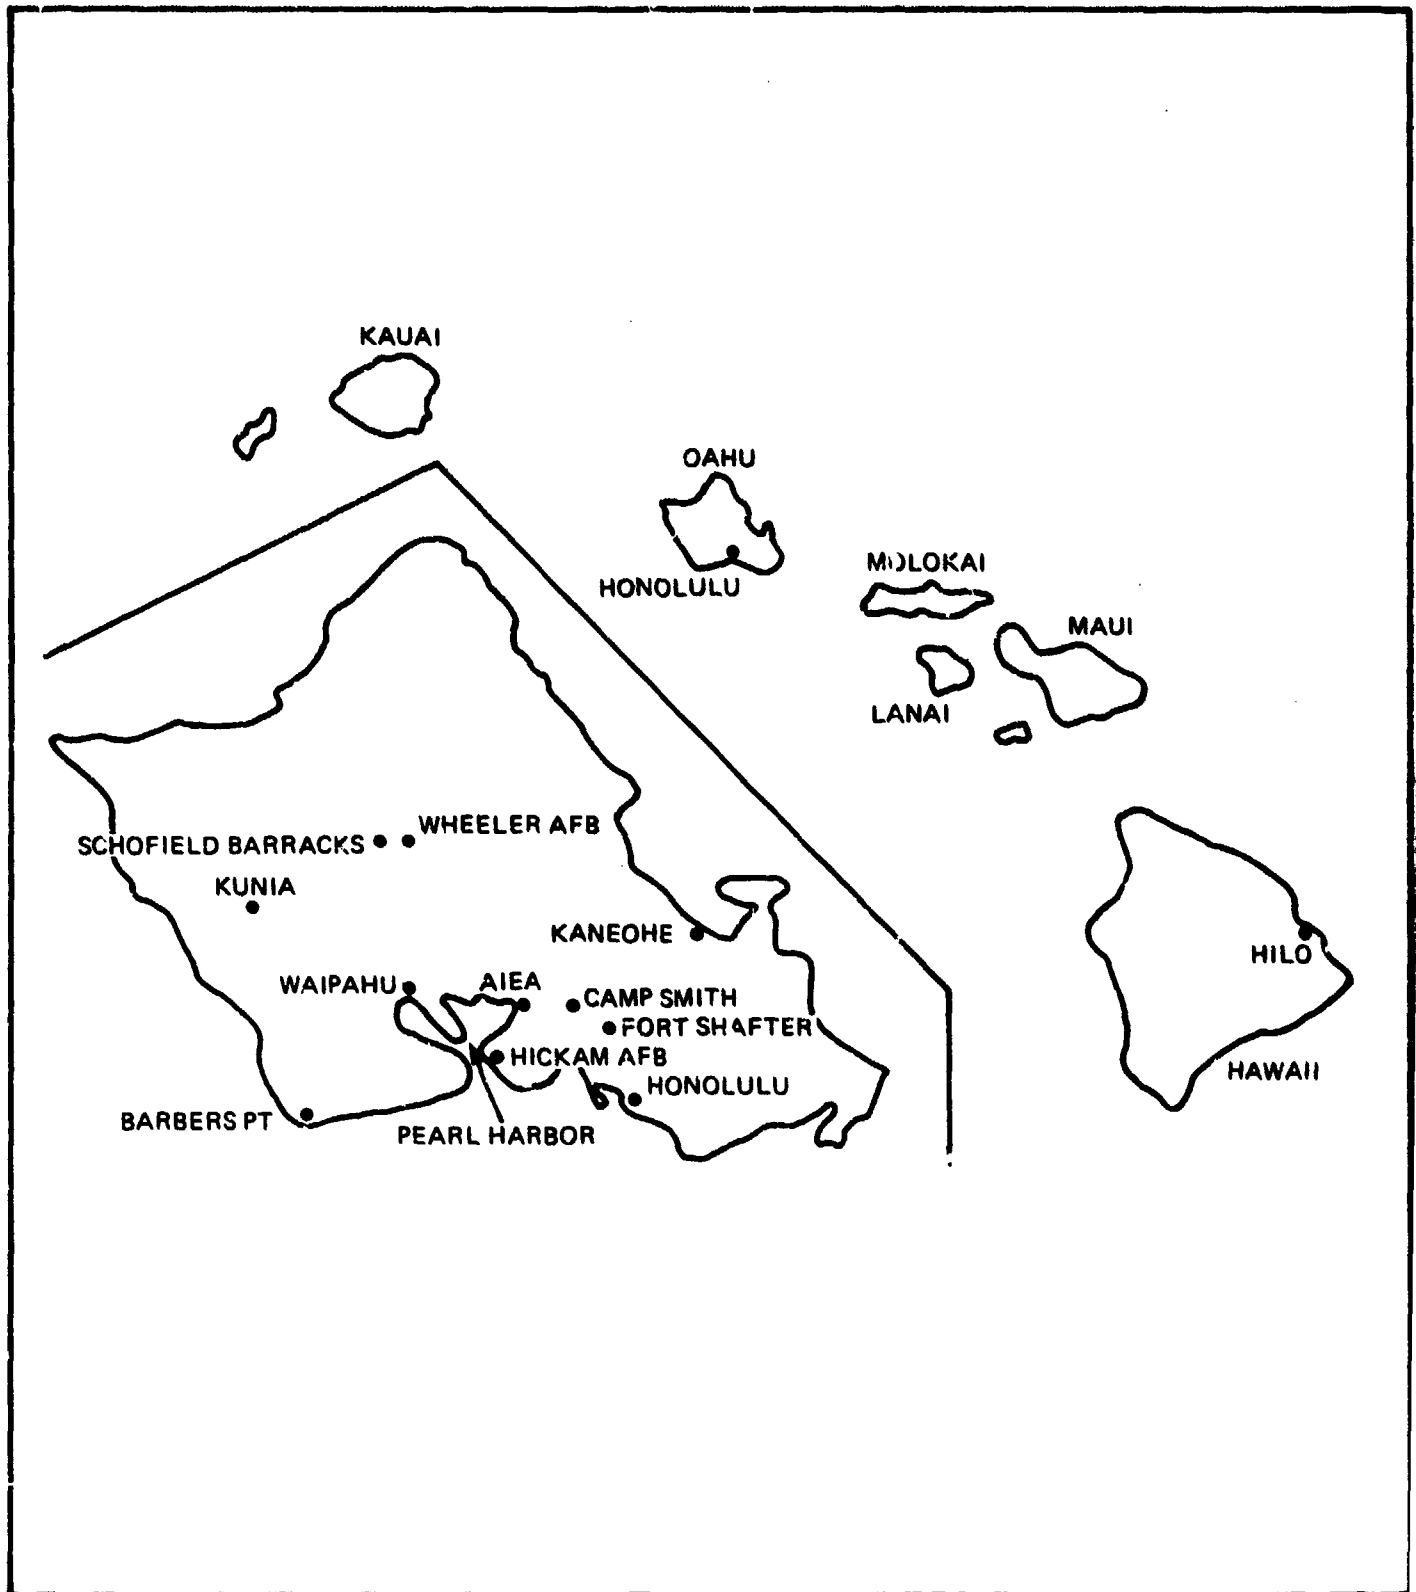 KAUAI
OAHU
HONOLULU
MOLOKAI
MAUI
LANAI
WHEELER AFB
SCHOFIELD BARRACKS
KUNIA
KANEOHE
HILO
WAIPAHU
AIEA
CAMP SMITH
FORT SHAFTER
HICKAM AFB
HAWAII
HONOLULU
BARBERS PT
PEARL HARBOR